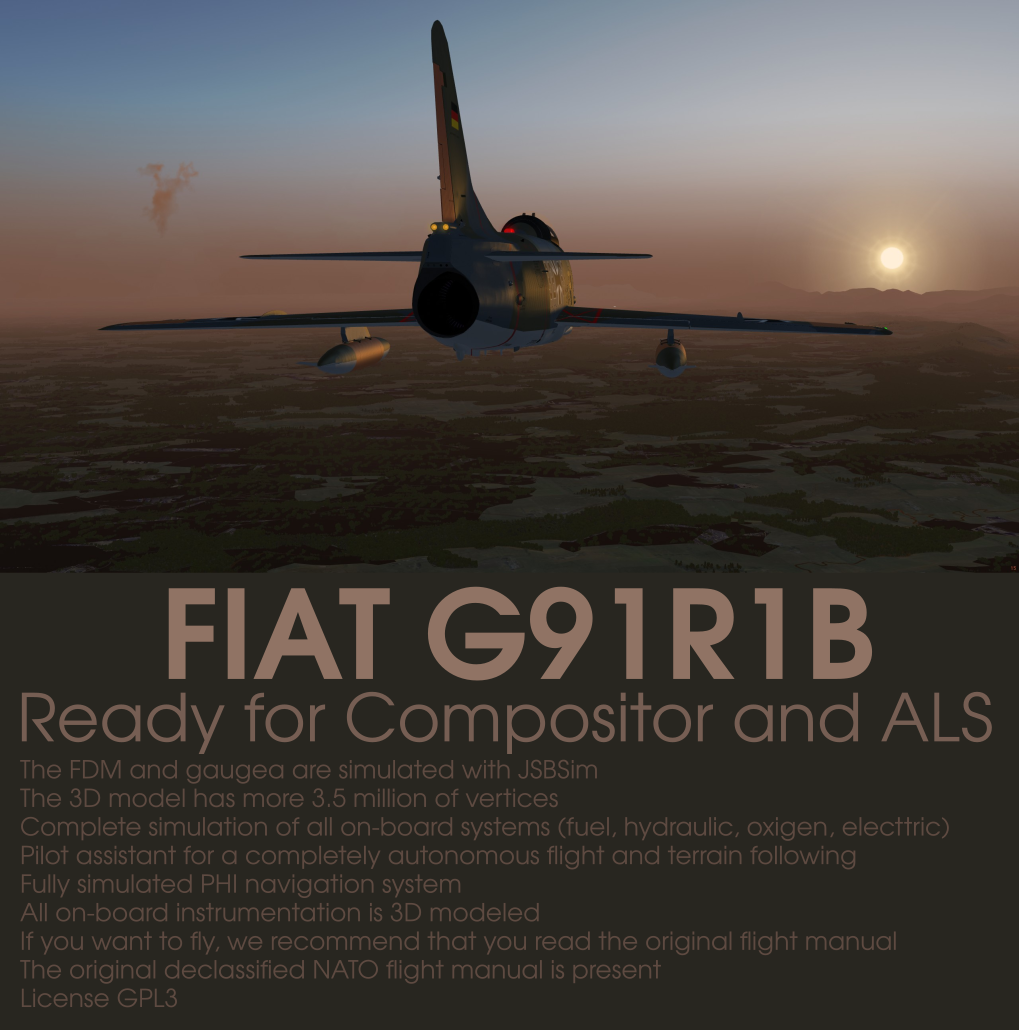 FIAT G91R1B
Ready for Compositor and ALS
The FDM and gaugea are simulated with JSBSim
The 3D model has more 3.5 million of vertices
Complete simulation of all on-board systems (fuel, hydraulic, oxigen, electtric)
Pilot assistant for a completely autonomous flight and terrain following
Fully simulated PHI navigation system
All on-board instrumentation is 3D modeled
If you want to fly, we recommend that you read the original flight manual
The original declassified NATO flight manual is present
License GPL3